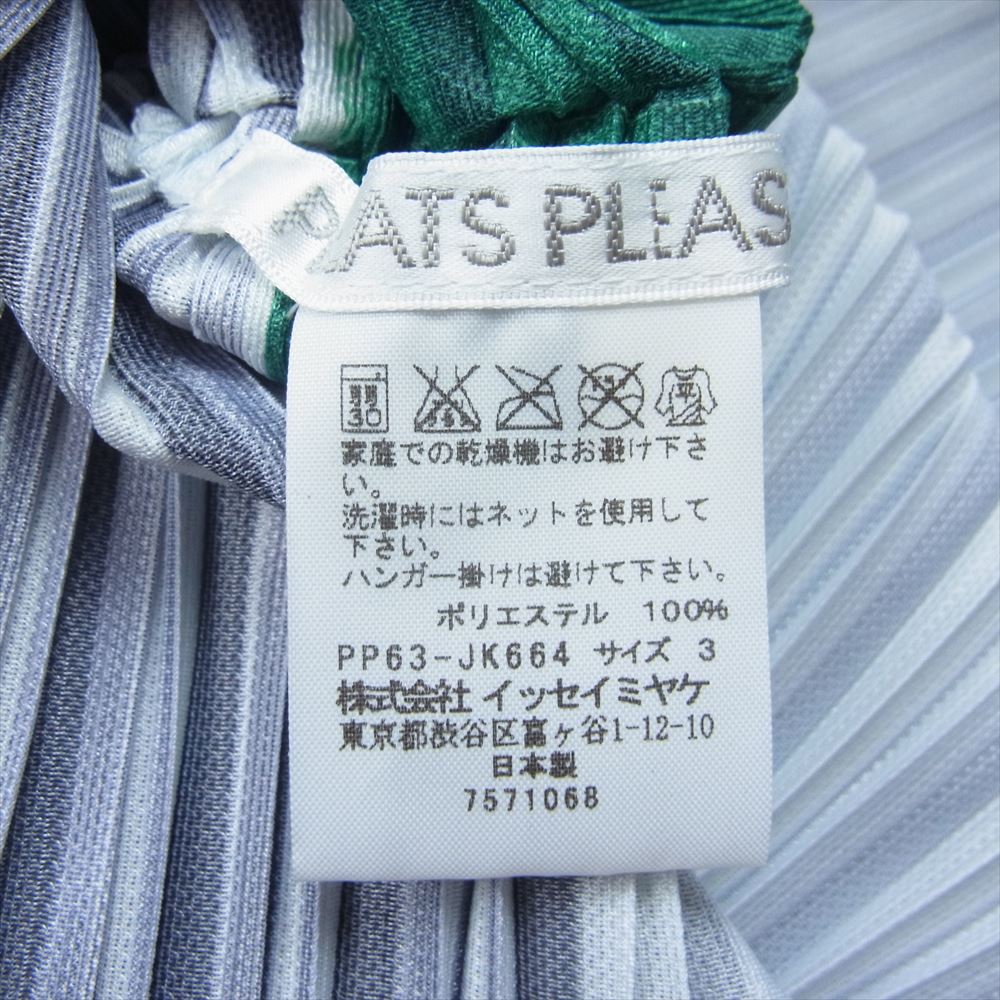 P
ATS PLEAS
弱
30
平
家庭での乾燥機はお避け下さ
い。
洗濯時にはネットを使用して
下さい。
ハンガー掛けは避けて下さい。
ポリエステル 100%
PP63-JK664 サイズ 3
株式会社 イッセイミヤケ
東京都渋谷区富ヶ谷1-12-10
日本製
7571068